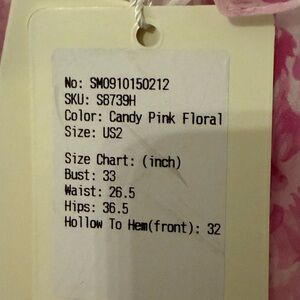 No: SM0910150212
SKU: S8739H
Color: Candy Pink Floral
Size: US2
Size Chart: (inch)
Bust: 33
Waist: 26.5
Hips: 36.5
Hollow To Hem(front): 32